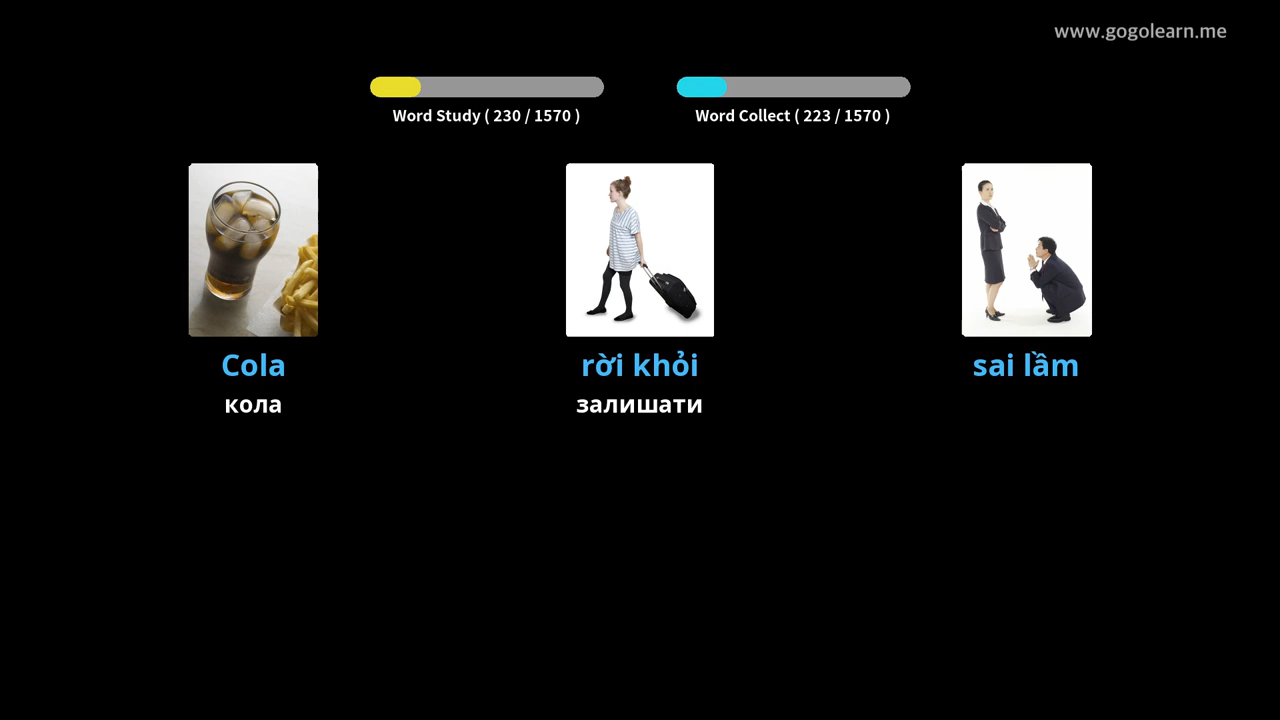 www.gogolearn.me
Word Study ( 230 / 1570 )
Word Collect ( 223 / 1570 )
Cola
кола
rời khỏi
залишати
sai lầm